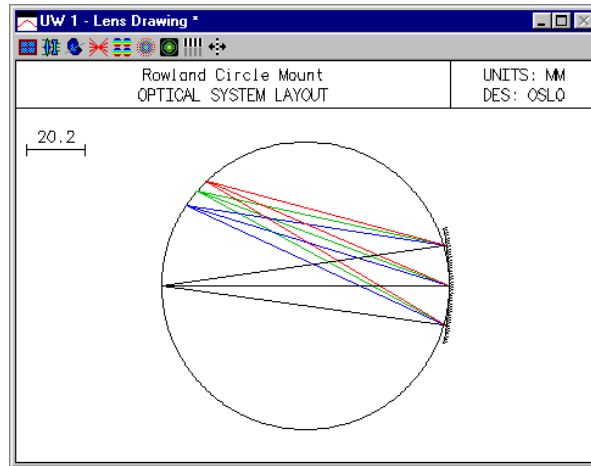 UW 1 - Lens Drawing *
Rowland Circle Mount
OPTICAL SYSTEM LAYOUT
UNITS: MM
DES: OSLO
20.2